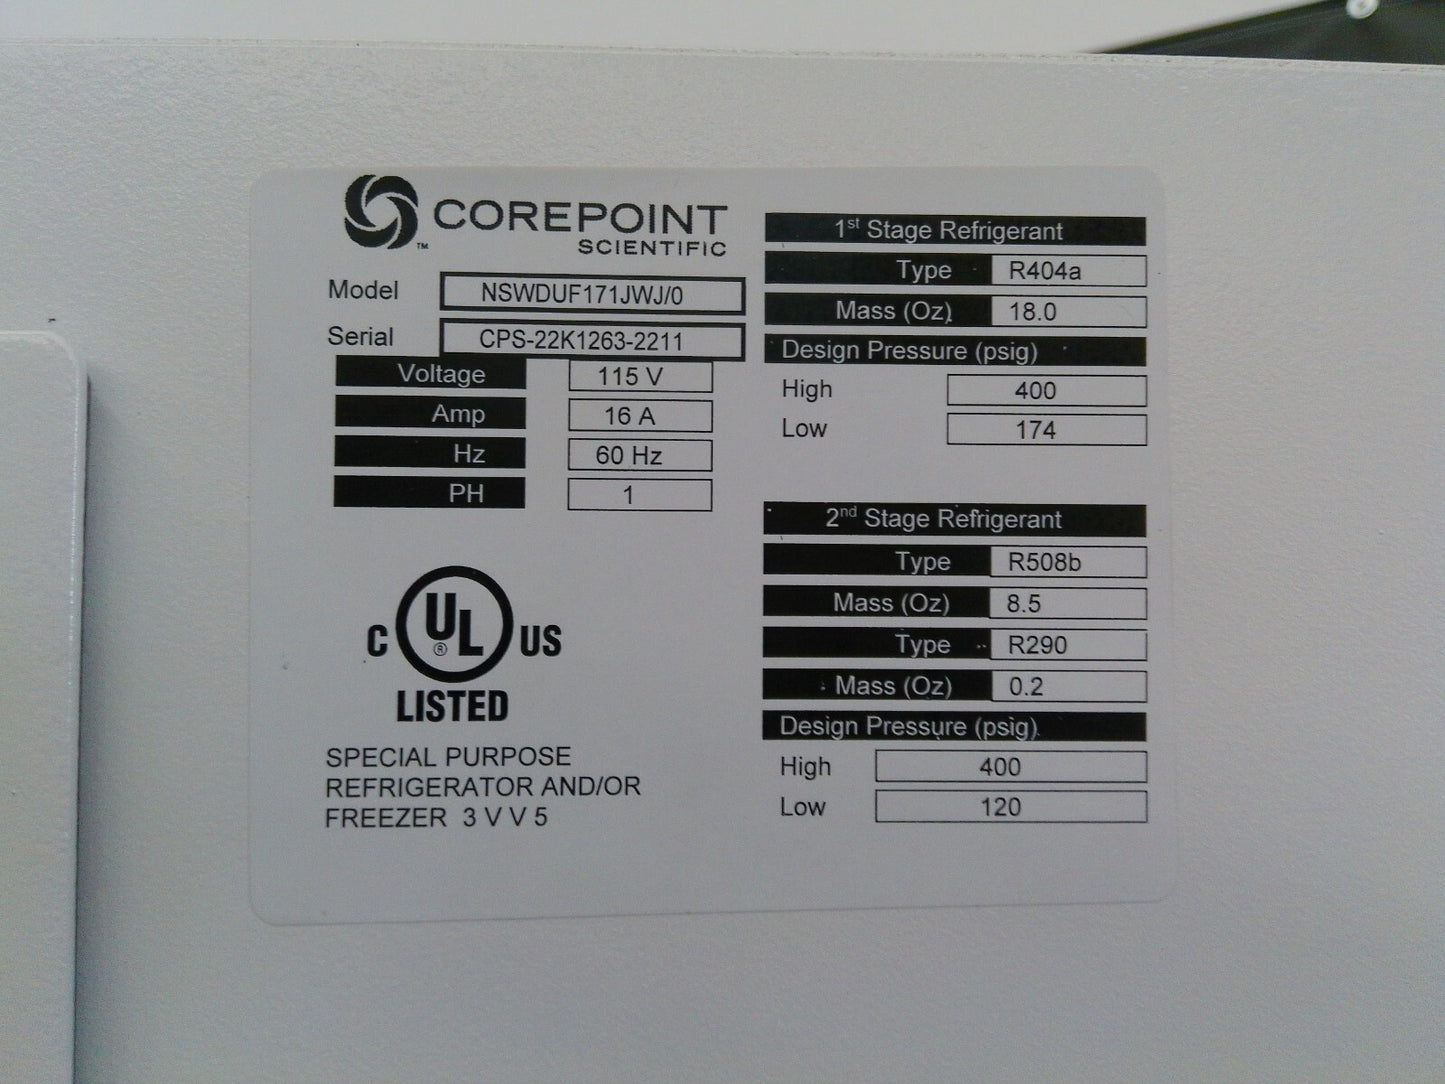 COREPOINT
SCIENTIFIC
™
Model NSWDUF171JWJ/0
Serial CPS-22K1263-2211
Voltage 115 V
Amp 16 A
Hz 60 Hz
PH 1
C UL ® US
LISTED
SPECIAL PURPOSE
REFRIGERATOR AND/OR
FREEZER 3 V V 5
1st Stage Refrigerant
Type R404a
Mass (Oz) 18.0
Design Pressure (psig)
High 400
Low 174
2nd Stage Refrigerant
Type R508b
Mass (Oz) 8.5
Type R290
Mass (Oz) 0.2
Design Pressure (psig)
High 400
Low 120